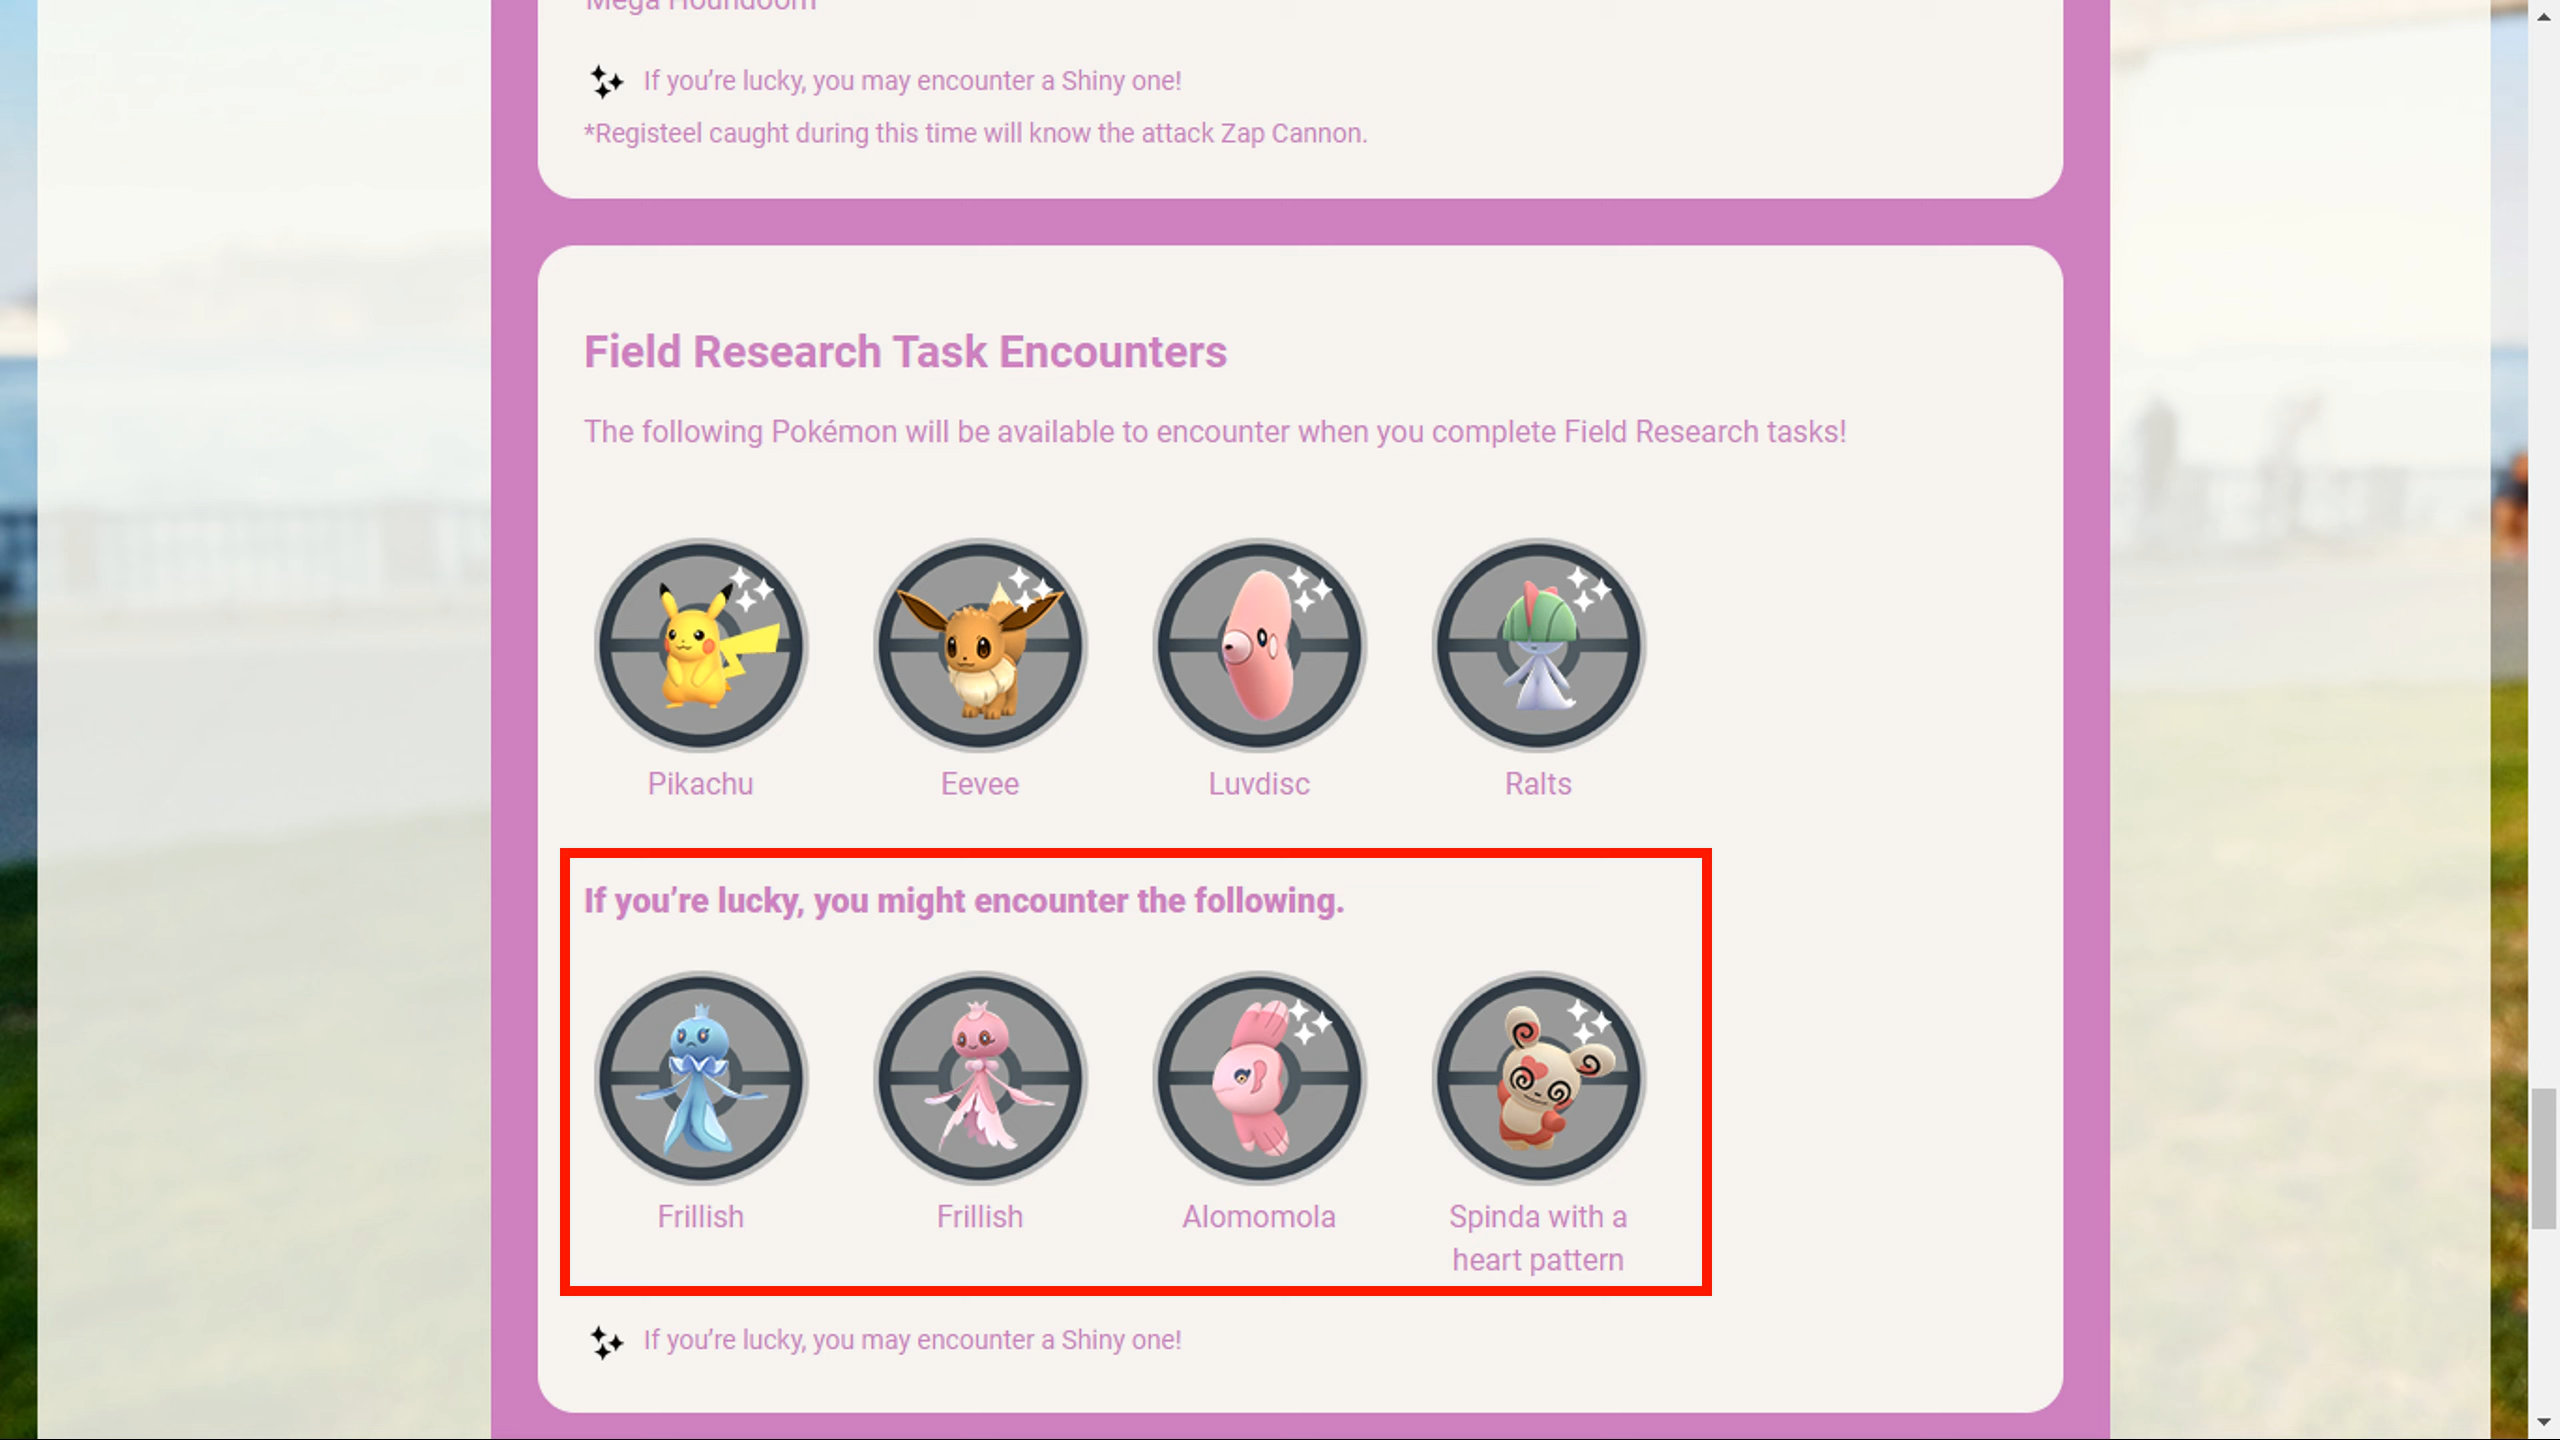 Mega Houndoom
If you’re lucky, you may encounter a Shiny one!
*Registeel caught during this time will know the attack Zap Cannon.
Field Research Task Encounters
The following Pokémon will be available to encounter when you complete Field Research tasks!
Pikachu
Eevee
Luvdisc
Ralts
If you’re lucky, you might encounter the following.
Frillish
Frillish
Alomomola
Spinda with a
heart pattern
If you’re lucky, you may encounter a Shiny one!